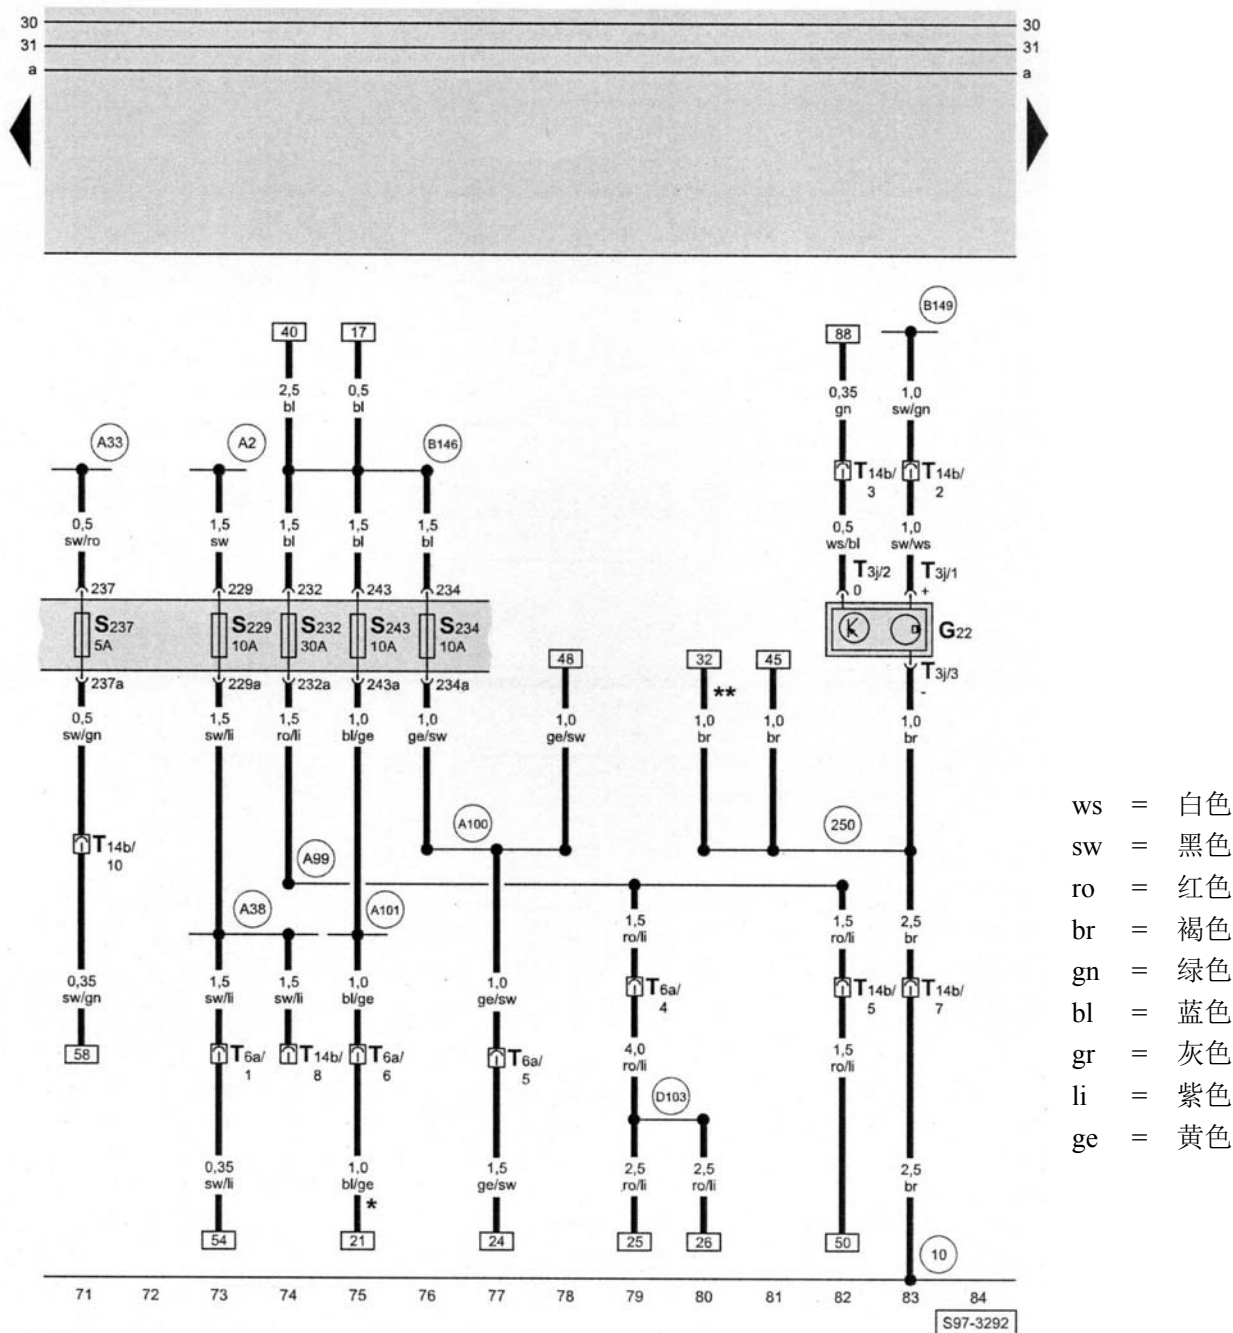 30 30
31 31
a a
B149
40 17 88
2,5 0,5 0,35 1,0
bl bl gn sw/gn
A33 A2 B146
T14b/ T14b/
3 2
0,5 1,5 1,5 1,5 1,5 0,5 1,0
sw/ro sw bl bl bl ws/bl sw/ws
T3j/2 T3j/1
0 +
237 229 232 243 234
S237 S229 S232 S243 S234 G22
5A 10A 30A 10A 10A
48 32 45
T3j/3
-
237a 229a 232a 243a 234a
**
0,5 1,5 1,5 1,0 1,0 1,0 1,0 1,0 1,0
sw/gn sw/li ro/li bl/ge ge/sw ge/sw br br br
A100 250
T14b/
10
A99
A38 A101
1,5 1,5 2,5
ro/li ro/li br
0,35 1,5 1,5 1,0 1,0
sw/gn sw/li sw/li bl/ge ge/sw
T6a/ T14b/ T14b/
4 5 7
58 T6a/ T14b/ T6a/ T6a/
1 8 6 5
4,0 1,5
ro/li ro/li
D103
0,35 1,0 1,5 2,5 2,5 2,5
sw/li bl/ge ge/sw ro/li ro/li br
*
54 21 24 25 26 50 10
71 72 73 74 75 76 77 78 79 80 81 82 83 84
S97-3292
ws = 白色
sw = 黑色
ro = 红色
br = 褐色
gn = 绿色
bl = 蓝色
gr = 灰色
li = 紫色
ge = 黄色